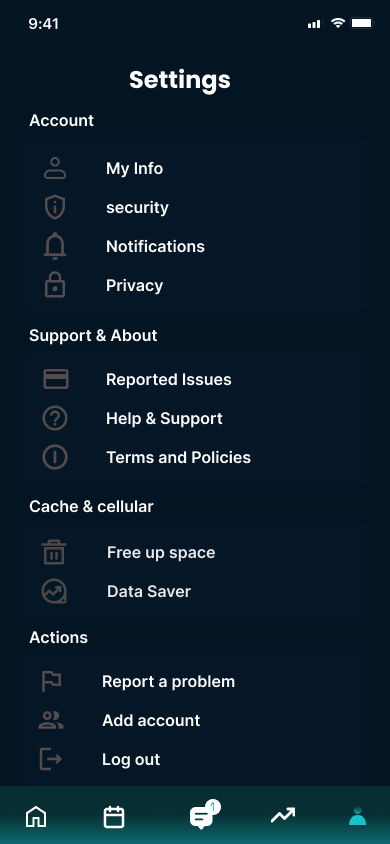 9:41
Settings
Account
My Info
security
Notifications
Privacy
Support & About
Reported Issues
Help & Support
Terms and Policies
Cache & cellular
Free up space
Data Saver
Actions
Report a problem
Add account
Log out
1